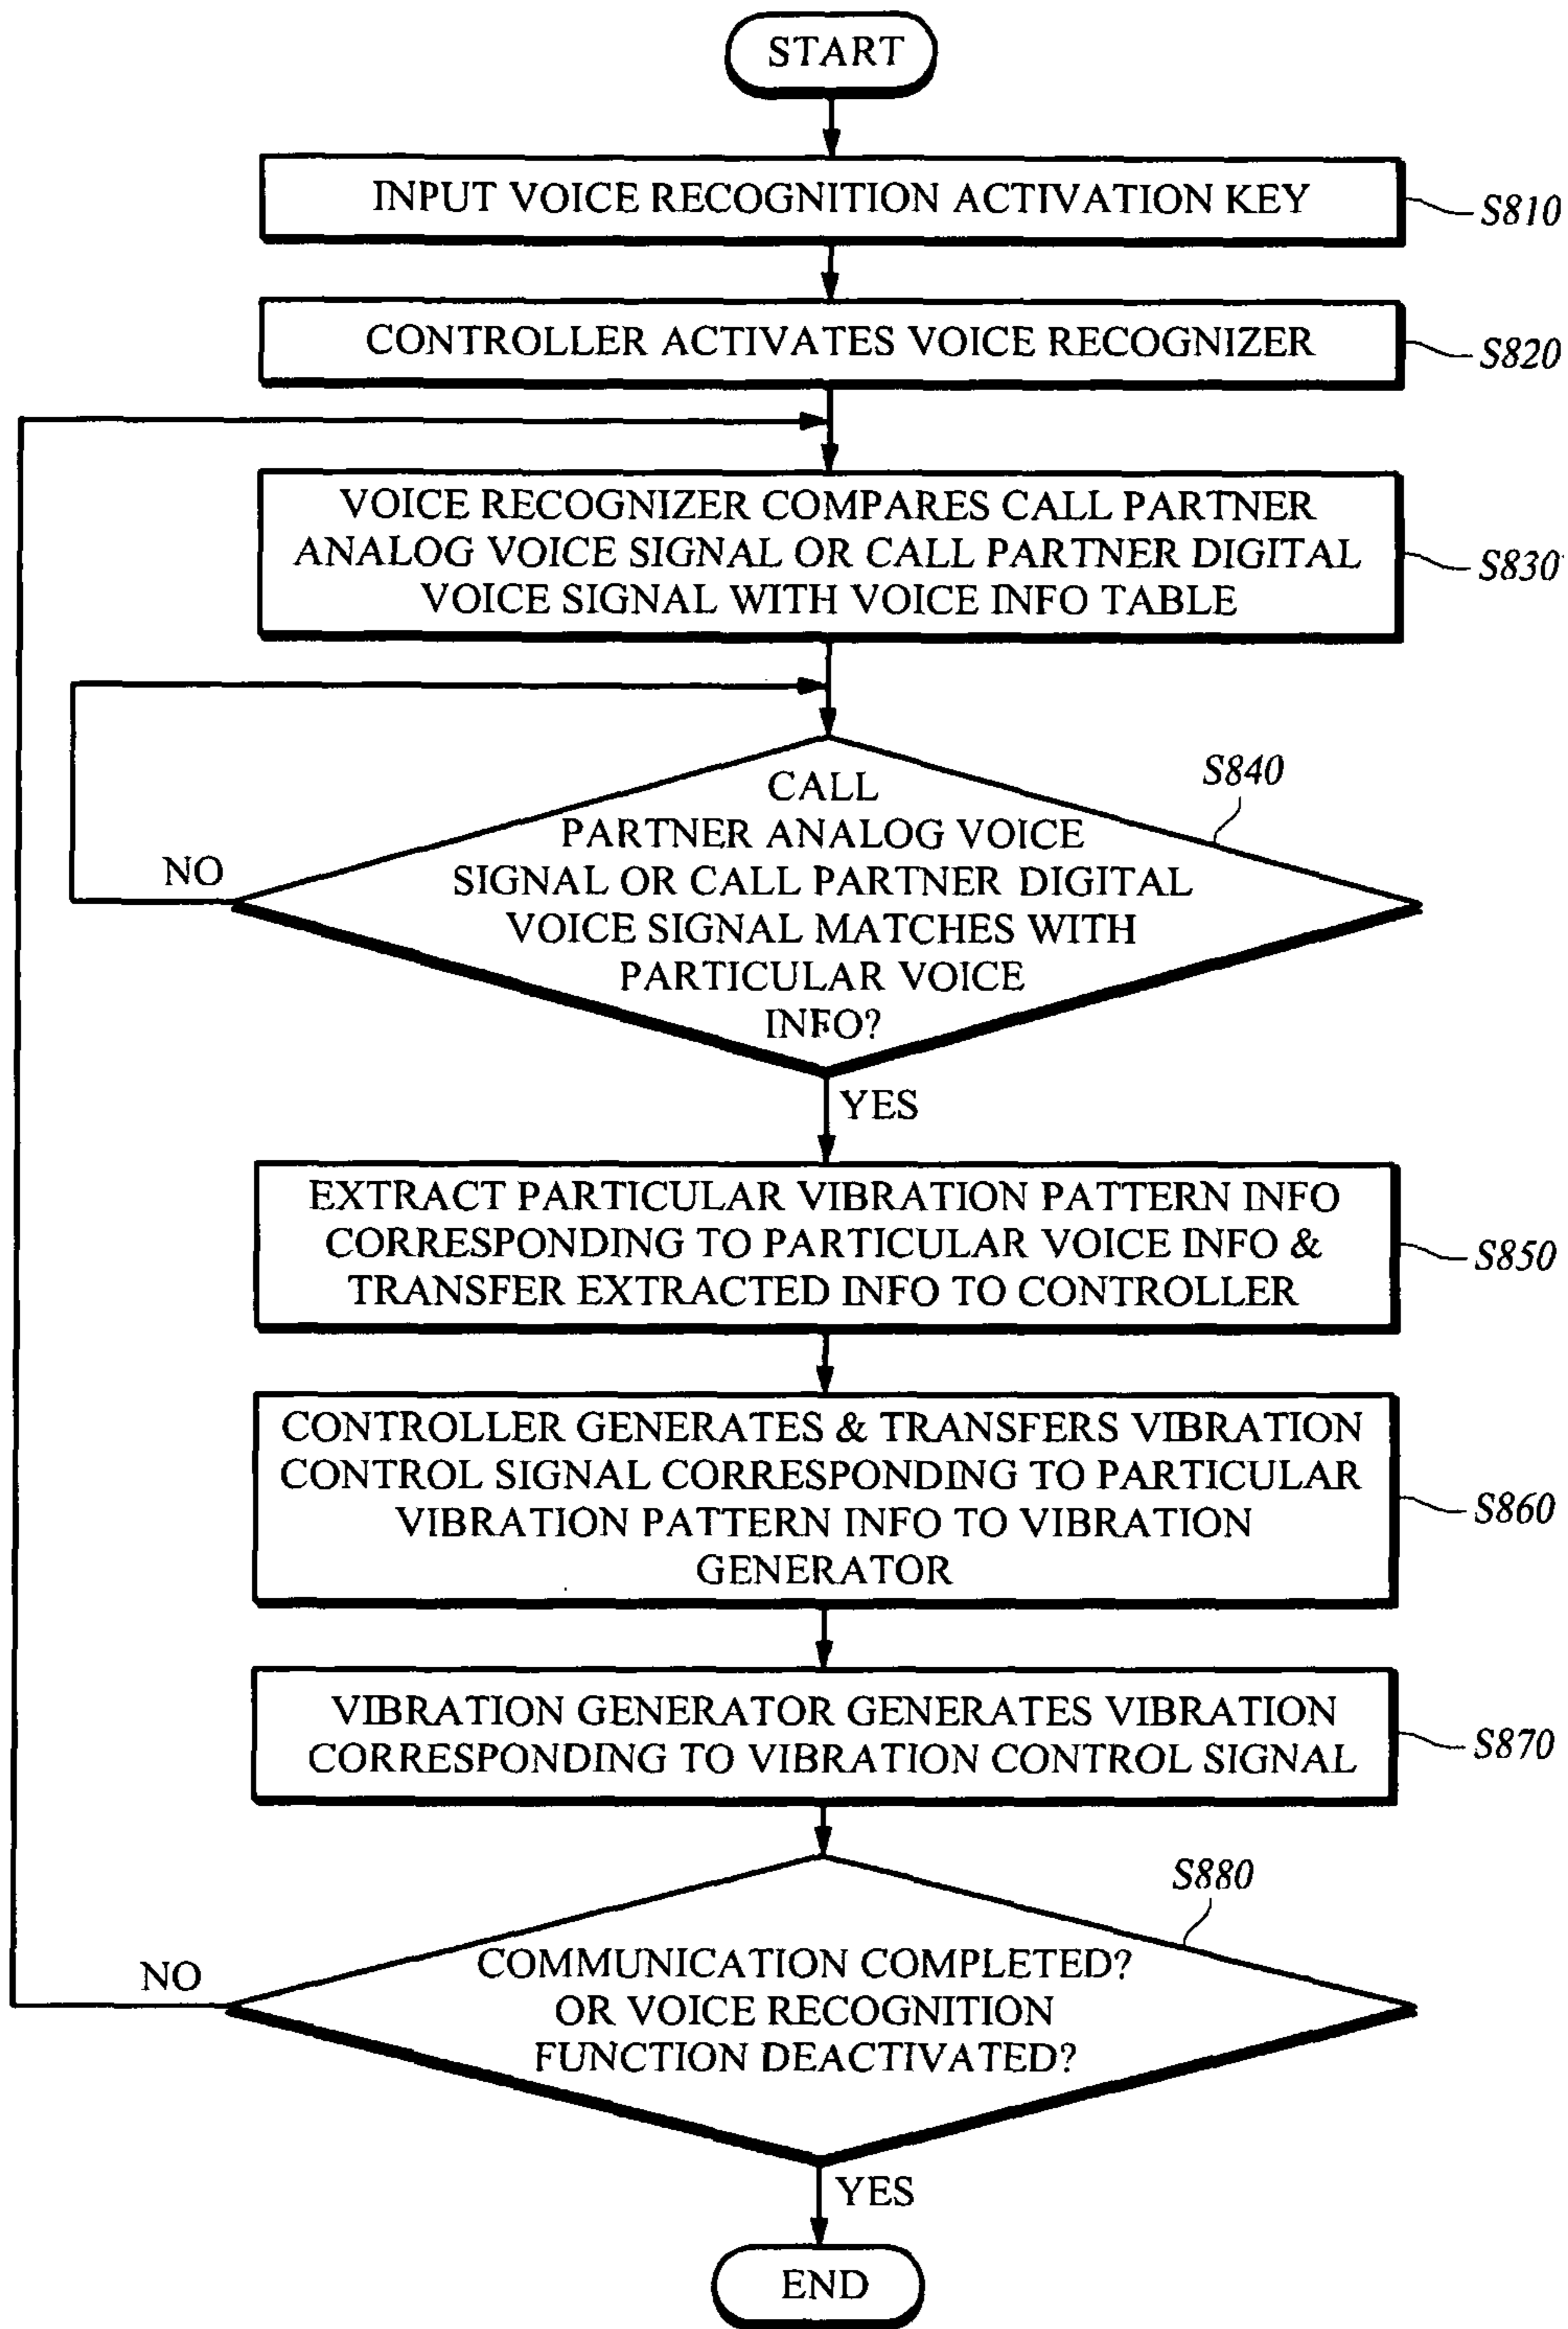 START
INPUT VOICE RECOGNITION ACTIVATION KEY
S810
CONTROLLER ACTIVATES VOICE RECOGNIZER
S820
VOICE RECOGNIZER COMPARES CALL PARTNER
ANALOG VOICE SIGNAL OR CALL PARTNER DIGITAL
VOICE SIGNAL WITH VOICE INFO TABLE
S830
S840
CALL
PARTNER ANALOG VOICE
SIGNAL OR CALL PARTNER DIGITAL
VOICE SIGNAL MATCHES WITH
PARTICULAR VOICE
INFO?
NO
YES
EXTRACT PARTICULAR VIBRATION PATTERN INFO
CORRESPONDING TO PARTICULAR VOICE INFO &
TRANSFER EXTRACTED INFO TO CONTROLLER
S850
CONTROLLER GENERATES & TRANSFERS VIBRATION
CONTROL SIGNAL CORRESPONDING TO PARTICULAR
VIBRATION PATTERN INFO TO VIBRATION
GENERATOR
S860
VIBRATION GENERATOR GENERATES VIBRATION
CORRESPONDING TO VIBRATION CONTROL SIGNAL
S870
S880
COMMUNICATION COMPLETED?
OR VOICE RECOGNITION
FUNCTION DEACTIVATED?
NO
YES
END